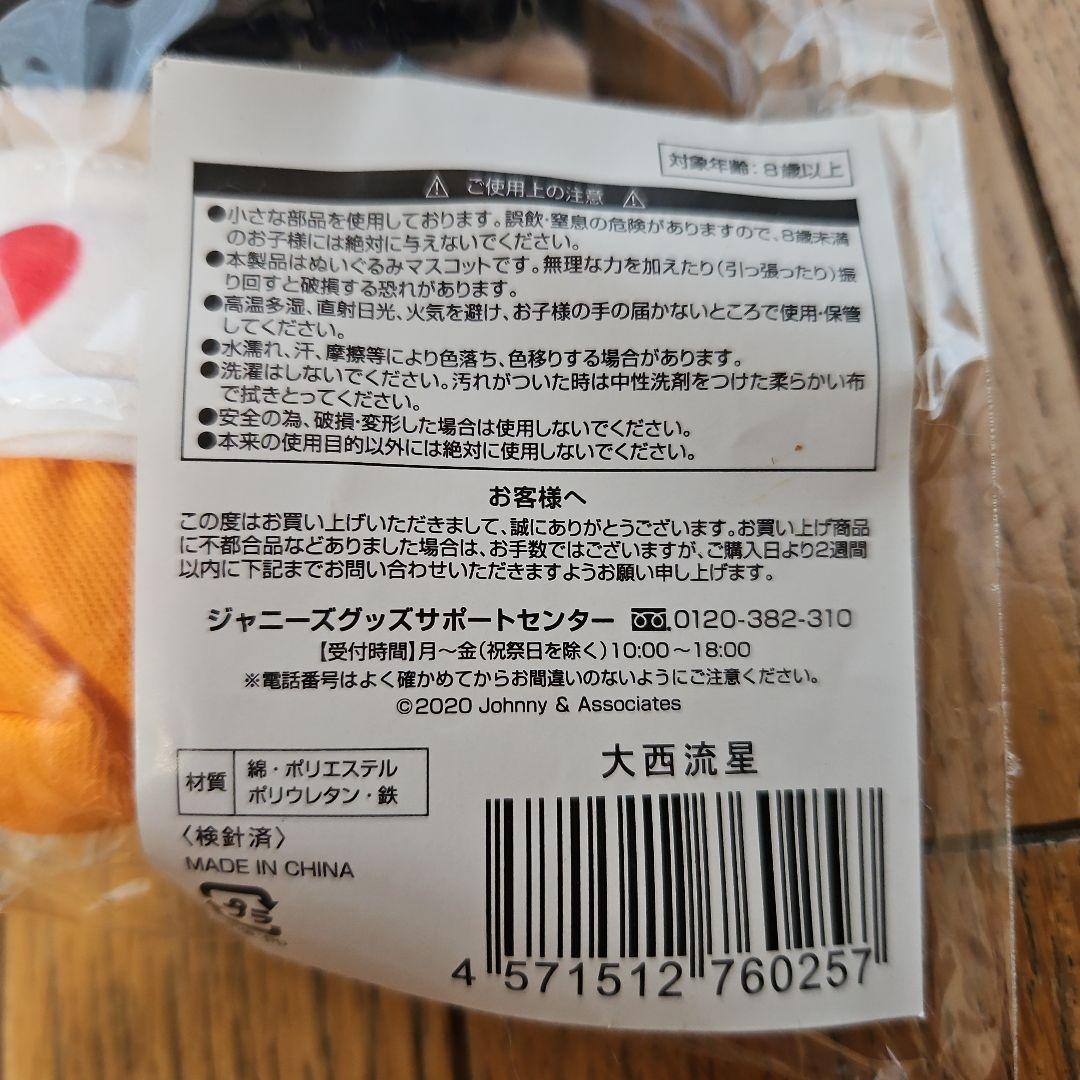 対象年齢:8歳以上
⚠ ご使用上の注意 ⚠
●小さな部品を使用しております。誤飲・窒息の危険がありますので、8歳未満
のお子様には絶対に与えないでください。
●本製品はぬいぐるみマスコットです。無理な力を加えたり(引っ張ったり)振
り回すと破損する恐れがあります。
●高温多湿、直射日光、火気を避け、お子様の手の届かないところで使用・保管
してください。
●水濡れ、汗、摩擦等により色落ち、色移りする場合があります。
●洗濯はしないでください。汚れがついた時は中性洗剤をつけた柔らかい布
で拭きとってください。
●安全の為、破損・変形した場合は使用しないでください。
●本来の使用目的以外には絶対に使用しないでください。
お客様へ
この度はお買い上げいただきまして、誠にありがとうございます。お買い上げ商品
に不都合品などありました場合は、お手数ではございますが、ご購入日より2週間
以内に下記までお問い合わせいただきますようお願い申し上げます。
ジャニーズグッズサポートセンター 0120-382-310
【受付時間】月〜金(祝祭日を除く)10:00〜18:00
※電話番号はよく確かめてからお間違いのないようにご注意ください。
©2020 Johnny & Associates
材質 綿・ポリエステル
ポリウレタン・鉄
〈検針済〉
MADE IN CHINA
プラ
大西流星
4 571512 760257